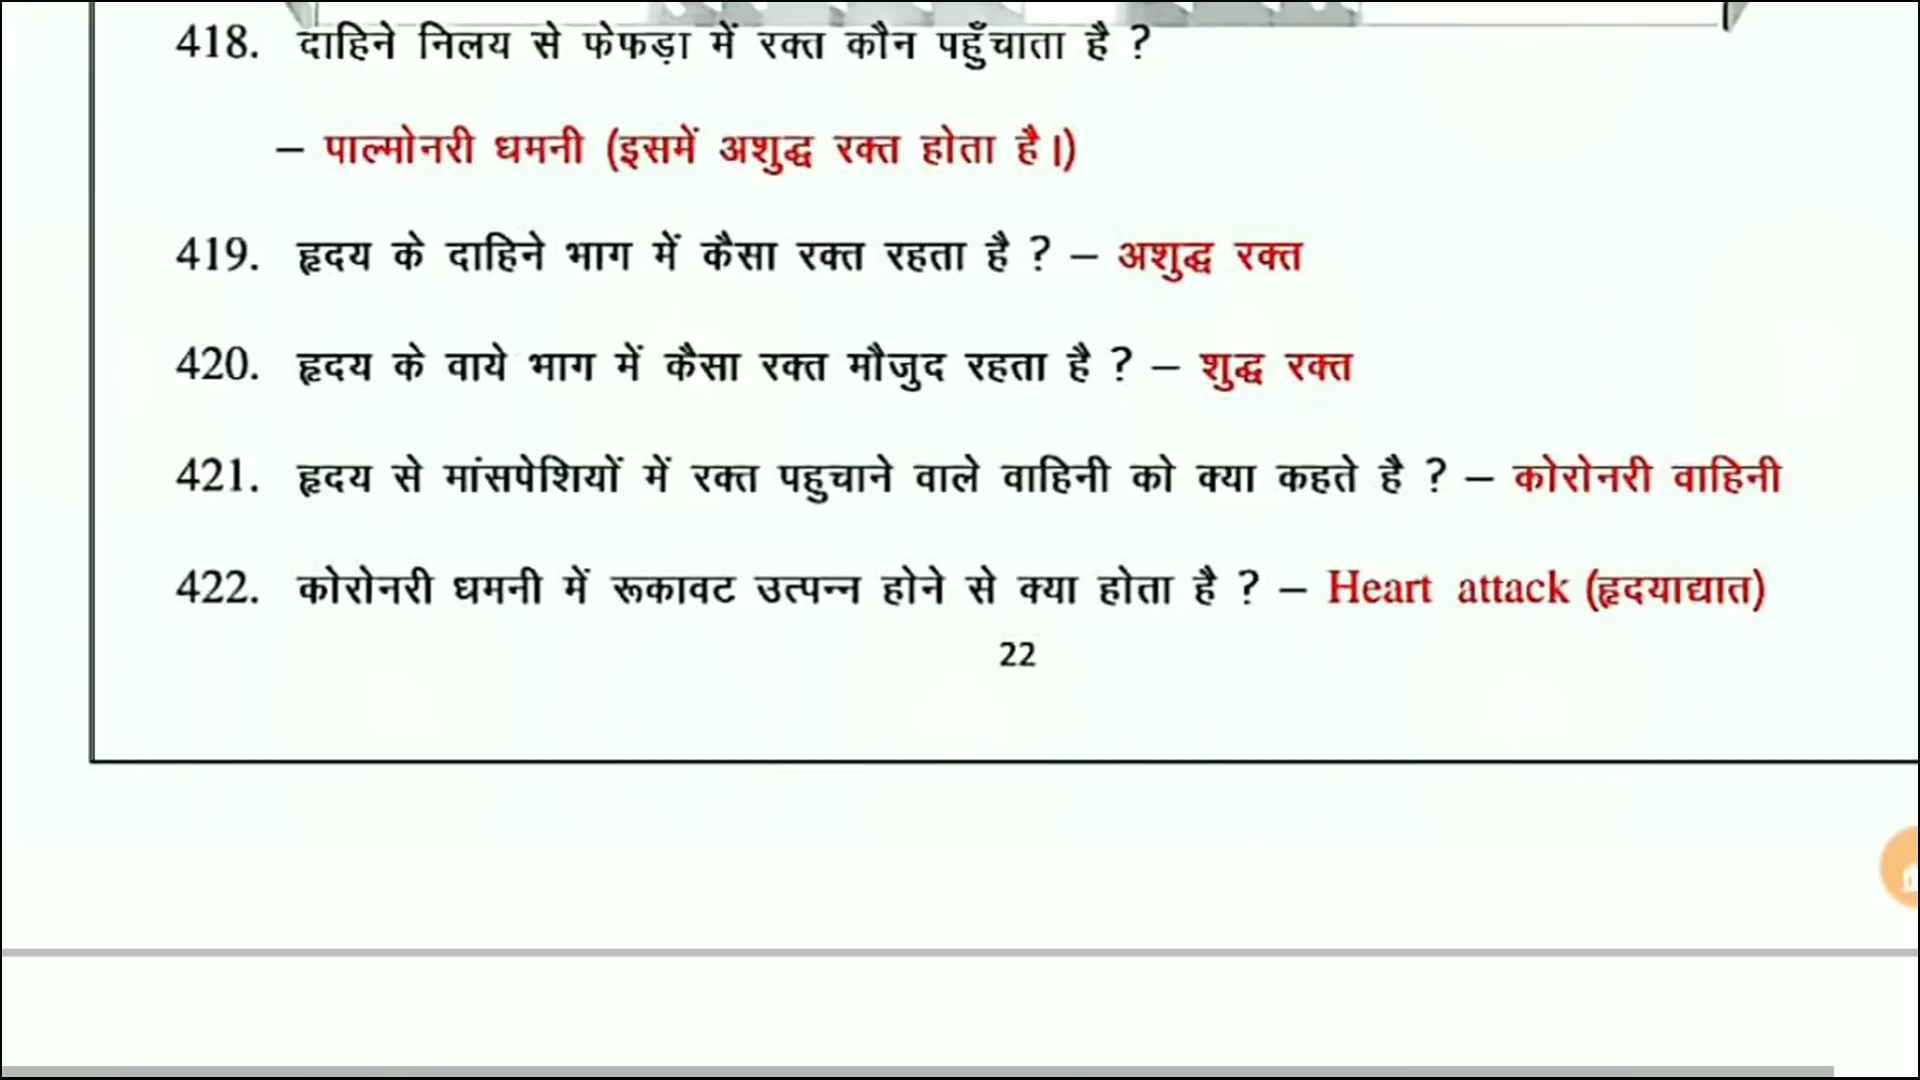 418. दाहिने निलय से फेफड़ा में रक्त कौन पहुँचाता है ?
– पाल्मोनरी धमनी (इसमें अशुद्ध रक्त होता है।)
419. हृदय के दाहिने भाग में कैसा रक्त रहता है ? – अशुद्ध रक्त
420. हृदय के वाये भाग में कैसा रक्त मौजुद रहता है ? – शुद्ध रक्त
421. हृदय से मांसपेशियों में रक्त पहुचाने वाले वाहिनी को क्या कहते है ? – कोरोनरी वाहिनी
422. कोरोनरी धमनी में रूकावट उत्पन्न होने से क्या होता है ? – Heart attack (हृदयाद्यात)
22